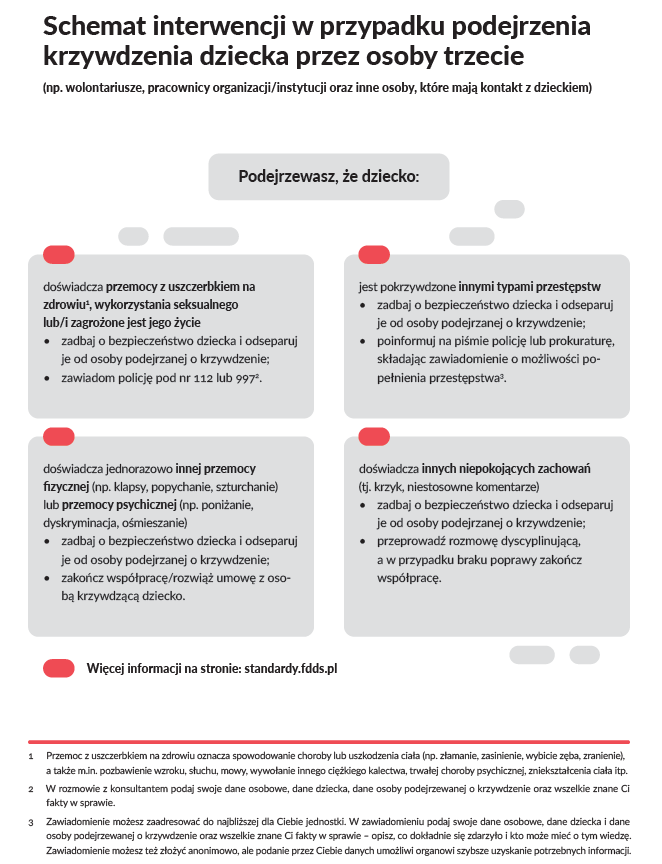 Schemat interwencji w przypadku podejrzenia
krzywdzenia dziecka przez osoby trzecie
(np. wolontariusze, pracownicy organizacji/instytucji oraz inne osoby, które mają kontakt z dzieckiem)
Podejrzewasz, że dziecko:
doświadcza przemocy z uszczerbkiem na
zdrowiu¹, wykorzystania seksualnego
lub/i zagrożone jest jego życie
• zadbaj o bezpieczeństwo dziecka i odseparuj
je od osoby podejrzanej o krzywdzenie;
• zawiadom policję pod nr 112 lub 997².
jest pokrzywdzone innymi typami przestępstw
• zadbaj o bezpieczeństwo dziecka i odseparuj
je od osoby podejrzanej o krzywdzenie;
• poinformuj na piśmie policję lub prokuraturę,
składając zawiadomienie o możliwości po-
pełnienia przestępstwa³.
doświadcza jednorazowo innej przemocy
fizycznej (np. klapsy, popychanie, szturchanie)
lub przemocy psychicznej (np. poniżanie,
dyskryminacja, ośmieszanie)
• zadbaj o bezpieczeństwo dziecka i odseparuj
je od osoby podejrzanej o krzywdzenie;
• zakończ współpracę/rozwiąż umowę z oso-
bą krzywdzącą dziecko.
doświadcza innych niepokojących zachowań
(tj. krzyk, niestosowne komentarze)
• zadbaj o bezpieczeństwo dziecka i odseparuj
je od osoby podejrzanej o krzywdzenie;
• przeprowadź rozmowę dyscyplinującą,
a w przypadku braku poprawy zakończ
współpracę.
Więcej informacji na stronie: standardy.fdds.pl
1 Przemoc z uszczerbkiem na zdrowiu oznacza spowodowanie choroby lub uszkodzenia ciała (np. złamanie, zasinienie, wybicie zęba, zranienie),
a także m.in. pozbawienie wzroku, słuchu, mowy, wywołanie innego ciężkiego kalectwa, trwałej choroby psychicznej, zniekształcenia ciała itp.
2 W rozmowie z konsultantem podaj swoje dane osobowe, dane dziecka, dane osoby podejrzewanej o krzywdzenie oraz wszelkie znane Ci
fakty w sprawie.
3 Zawiadomienie możesz zaadresować do najbliższej dla Ciebie jednostki. W zawiadomieniu podaj swoje dane osobowe, dane dziecka i dane
osoby podejrzewanej o krzywdzenie oraz wszelkie znane Ci fakty w sprawie – opisz, co dokładnie się zdarzyło i kto może mieć o tym wiedzę.
Zawiadomienie możesz też złożyć anonimowo, ale podanie przez Ciebie danych umożliwi organowi szybsze uzyskanie potrzebnych informacji.